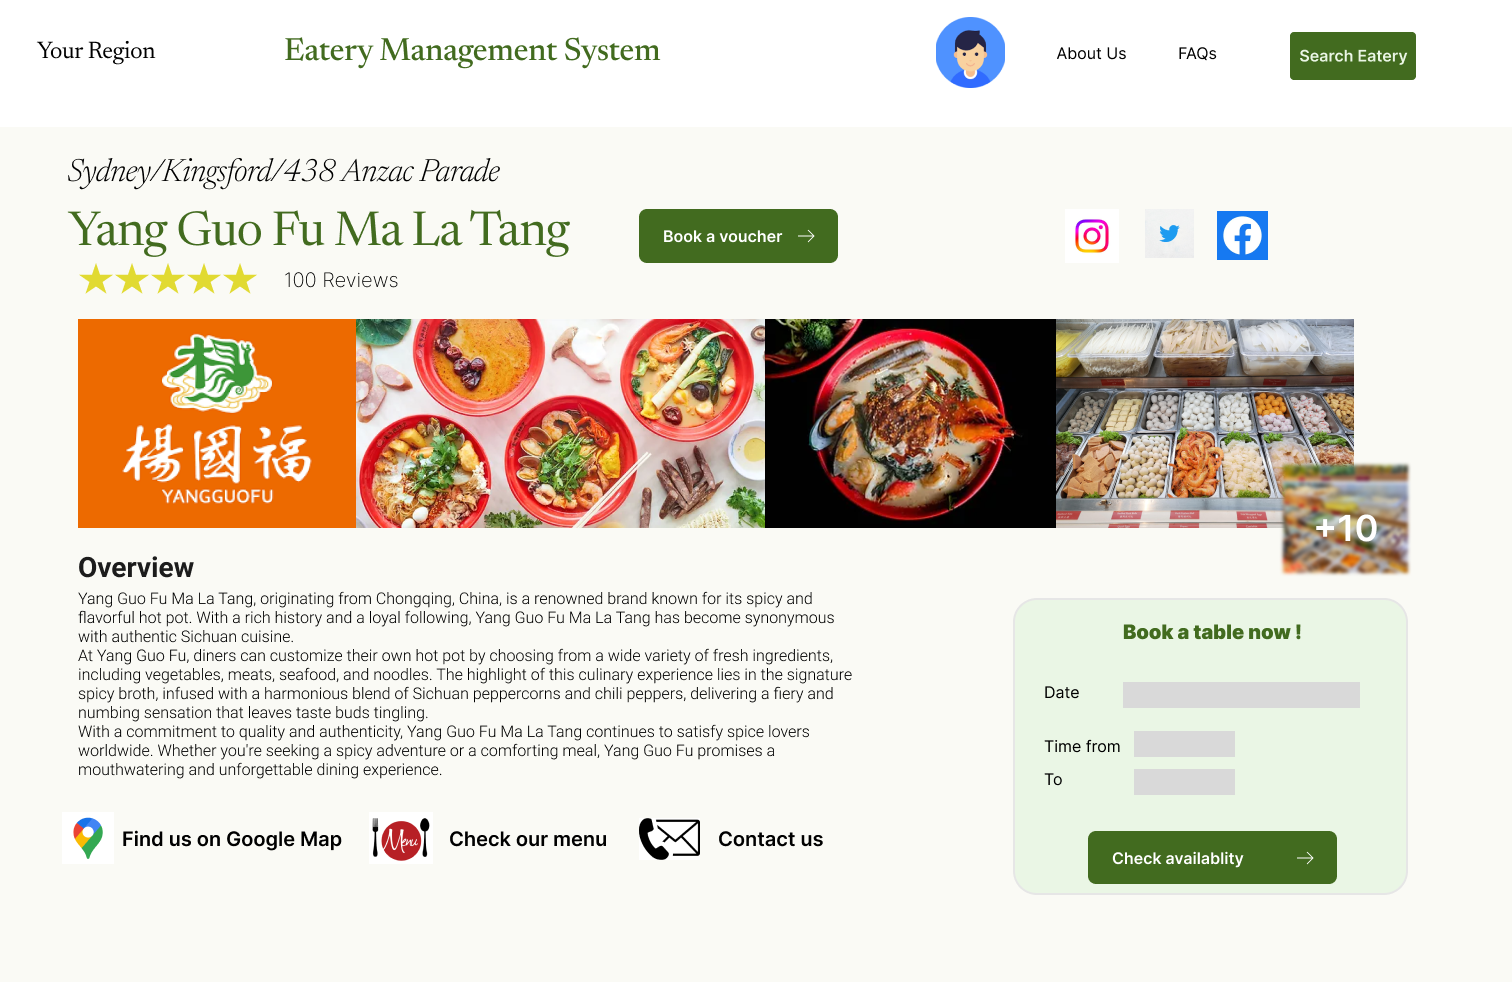 Your Region
Eatery Management System
About Us
FAQs
Search Eatery
Sydney/Kingsford/438 Anzac Parade
Yang Guo Fu Ma La Tang
Book a voucher
100 Reviews
楊國福
YANGGUOFU
+10
Overview
Yang Guo Fu Ma La Tang, originating from Chongqing, China, is a renowned brand known for its spicy and
flavorful hot pot. With a rich history and a loyal following, Yang Guo Fu Ma La Tang has become synonymous
with authentic Sichuan cuisine.
At Yang Guo Fu, diners can customize their own hot pot by choosing from a wide variety of fresh ingredients,
including vegetables, meats, seafood, and noodles. The highlight of this culinary experience lies in the signature
spicy broth, infused with a harmonious blend of Sichuan peppercorns and chili peppers, delivering a fiery and
numbing sensation that leaves taste buds tingling.
With a commitment to quality and authenticity, Yang Guo Fu Ma La Tang continues to satisfy spice lovers
worldwide. Whether you're seeking a spicy adventure or a comforting meal, Yang Guo Fu promises a
mouthwatering and unforgettable dining experience.
Find us on Google Map
Menu
Check our menu
Contact us
Book a table now !
Date
Time from
To
Check availablity